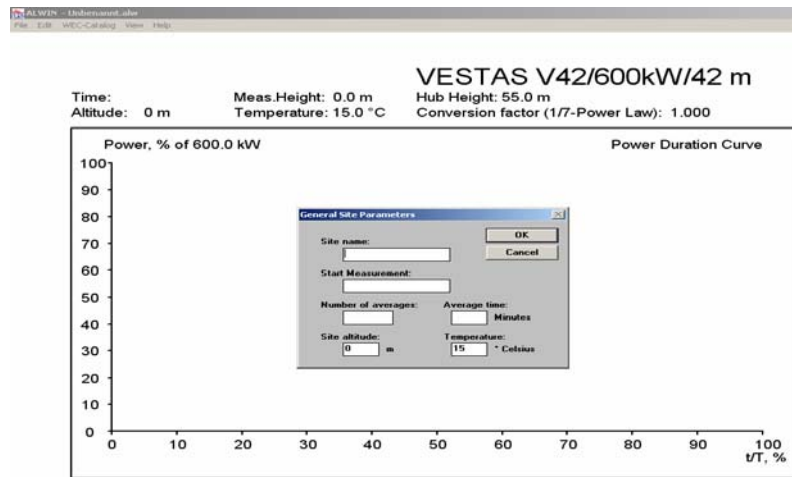 ALWIN - Unbenannt.alw
File Edit WEC-Catalog View Help
VESTAS V42/600kW/42 m
Time: Meas.Height: 0.0 m Hub Height: 55.0 m
Altitude: 0 m Temperature: 15.0 °C Conversion factor (1/7-Power Law): 1.000
Power, % of 600.0 kW Power Duration Curve
100
90
80
70
60
50
40
30
20
10
0
0 10 20 30 40 50 60 70 80 90 100
t/T, %
General Site Parameters
Site name:
OK
Cancel
Start Measurement:
Number of averages: Average time:
Minutes
Site altitude: Temperature:
0 m 15 ° Celsius